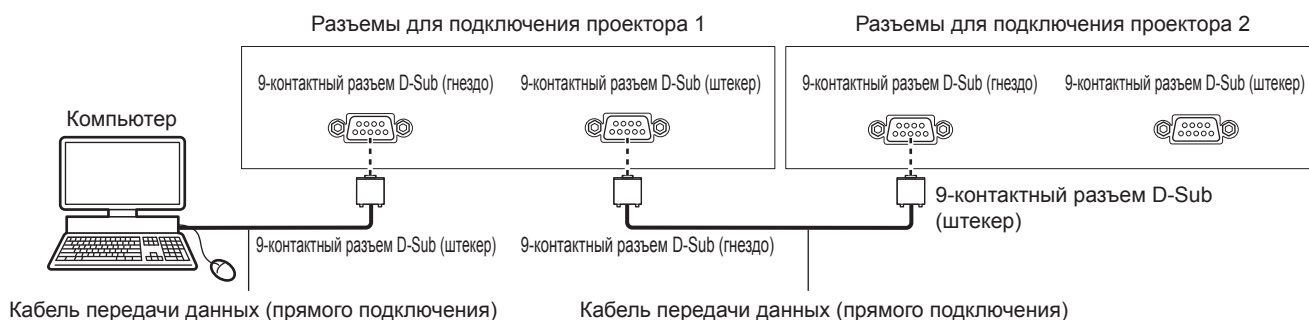 Разъемы для подключения проектора 1
Разъемы для подключения проектора 2
9-контактный разъем D-Sub (гнездо)
9-контактный разъем D-Sub (штекер)
9-контактный разъем D-Sub (гнездо)
9-контактный разъем D-Sub (штекер)
Компьютер
9-контактный разъем D-Sub
(штекер)
9-контактный разъем D-Sub (штекер)
9-контактный разъем D-Sub (гнездо)
Кабель передачи данных (прямого подключения)
Кабель передачи данных (прямого подключения)